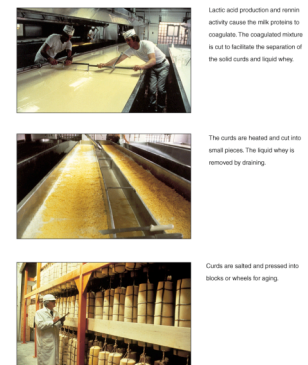 Lactic acid production and rennin
activity cause the milk proteins to
coagulate. The coagulated mixture
is cut to facilitate the separation of
the solid curds and liquid whey.
The curds are heated and cut into
small pieces. The liquid whey is
removed by draining.
Curds are salted and pressed into
blocks or wheels for aging.